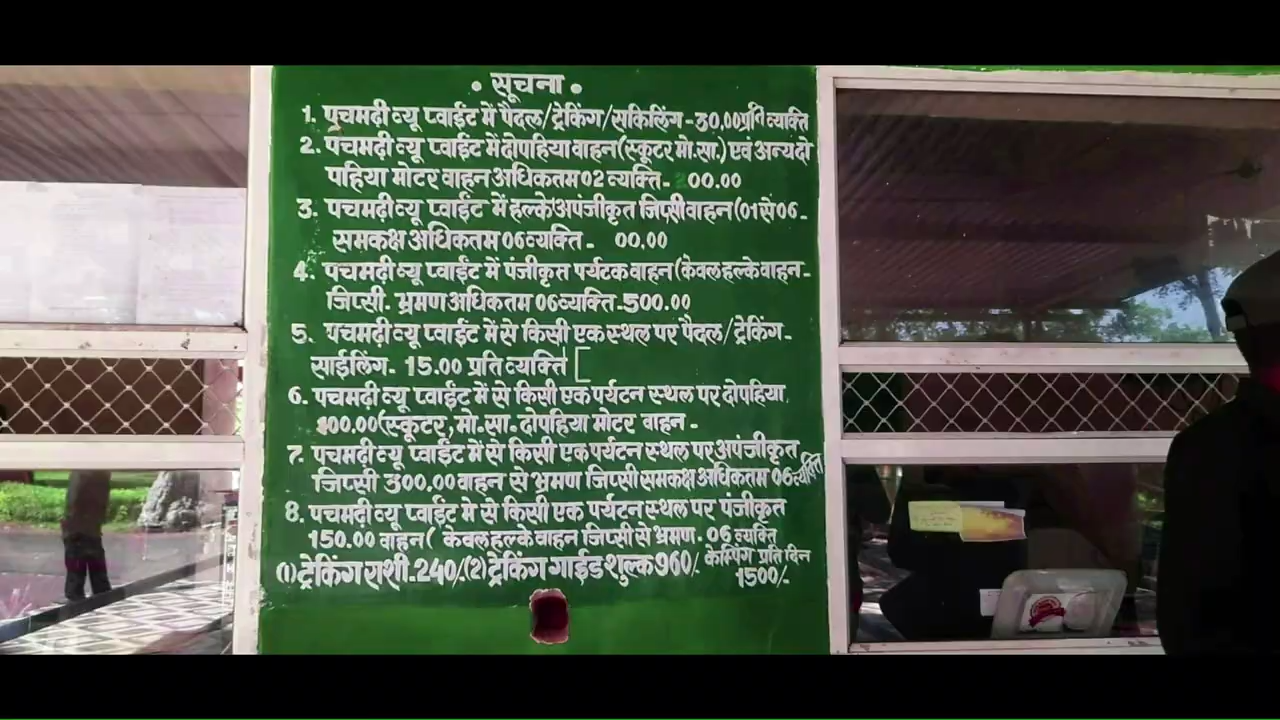 • सूचना •
1. पचमढ़ी व्यू प्वाईंट में पैदल/ट्रेकिंग/सकिलिंग - 30.00प्रति व्यक्ति
2. पचमढ़ी व्यू प्वाईंट में दोपहिया वाहन (स्कूटर मो.सा.) एवं अन्य दो
पहिया मोटर वाहन अधिकतम 02 व्यक्ति - 200.00
3. पचमढ़ी व्यू प्वाईंट में हल्के अपंजीकृत जिप्सी वाहन (01 से 06 -
समकक्ष अधिकतम 06 व्यक्ति - 00.00
4. पचमढ़ी व्यू प्वाईंट में पंजीकृत पर्यटक वाहन (केवल हल्के वाहन -
जिप्सी. भ्रमण अधिकतम 06 व्यक्ति - 500.00
5. पचमढ़ी व्यू प्वाईंट में से किसी एक स्थल पर पैदल/ट्रेकिंग -
साईलिंग - 15.00 प्रति व्यक्ति [
6. पचमढ़ी व्यू प्वाईंट में से किसी एक पर्यटन स्थल पर दोपहिया
100.00 (स्कूटर, मो.सा. दोपहिया मोटर वाहन -
7. पचमढ़ी व्यू प्वाईंट में से किसी एक पर्यटन स्थल पर अपंजीकृत
जिप्सी 300.00 वाहन से भ्रमण जिप्सी समकक्ष अधिकतम 06 व्यक्ति
8. पचमढ़ी व्यू प्वाईंट मे से किसी एक पर्यटन स्थल पर पंजीकृत
150.00 वाहन ( केवल हल्के वाहन जिप्सी से भ्रमण. 06 व्यक्ति
(1) ट्रेकिंग राशी. 240/. (2) ट्रेकिंग गाईड शुल्क 960/. केम्पिंग प्रति दिन
1500/.